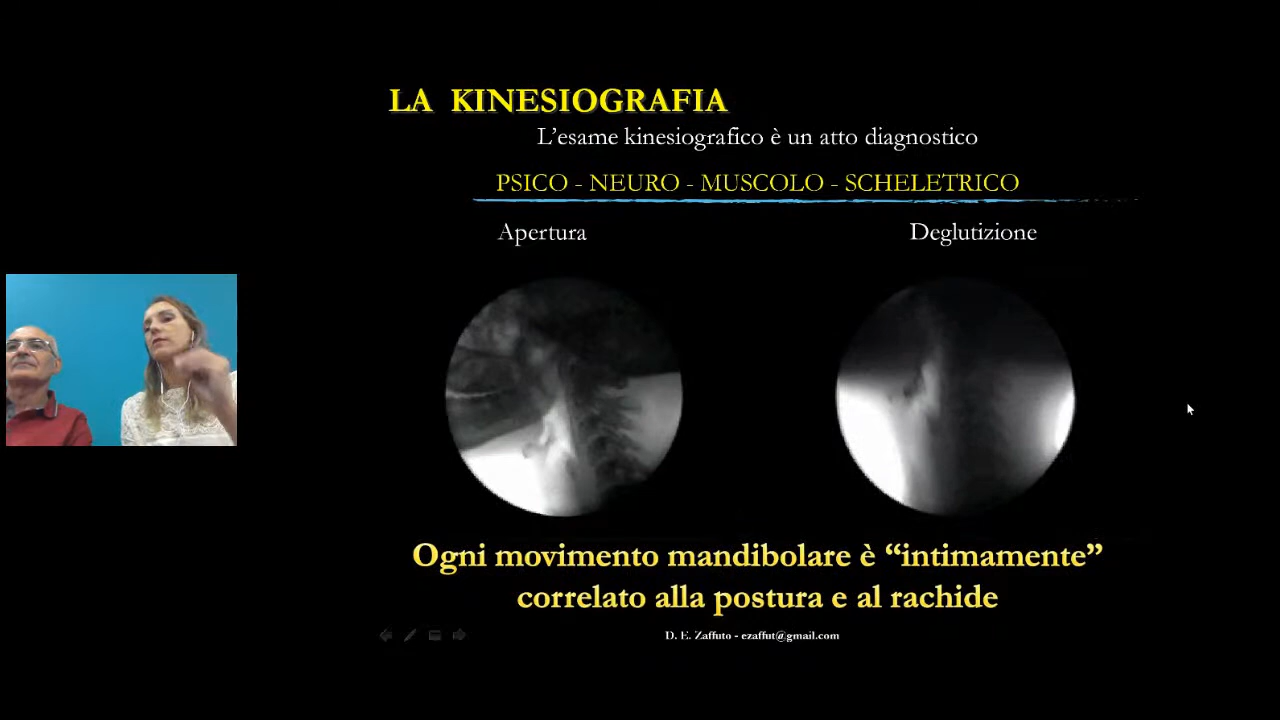 LA KINESIOGRAFIA
L’esame kinesiografico è un atto diagnostico
PSICO - NEURO - MUSCOLO - SCHELETRICO
Apertura
Deglutizione
Ogni movimento mandibolare è “intimamente”
correlato alla postura e al rachide
D. E. Zaffuto - ezaffut@gmail.com